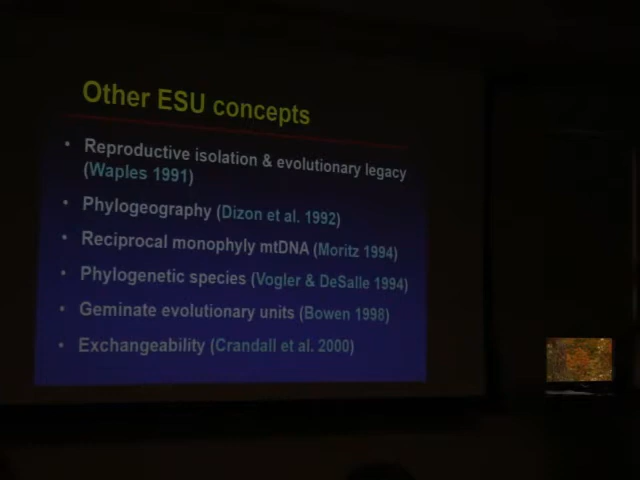 Other ESU concepts
• Reproductive isolation & evolutionary legacy
(Waples 1991)
• Phylogeography (Dizon et al. 1992)
• Reciprocal monophyly mtDNA (Moritz 1994)
• Phylogenetic species (Vogler & DeSalle 1994)
• Geminate evolutionary units (Bowen 1998)
• Exchangeability (Crandall et al. 2000)